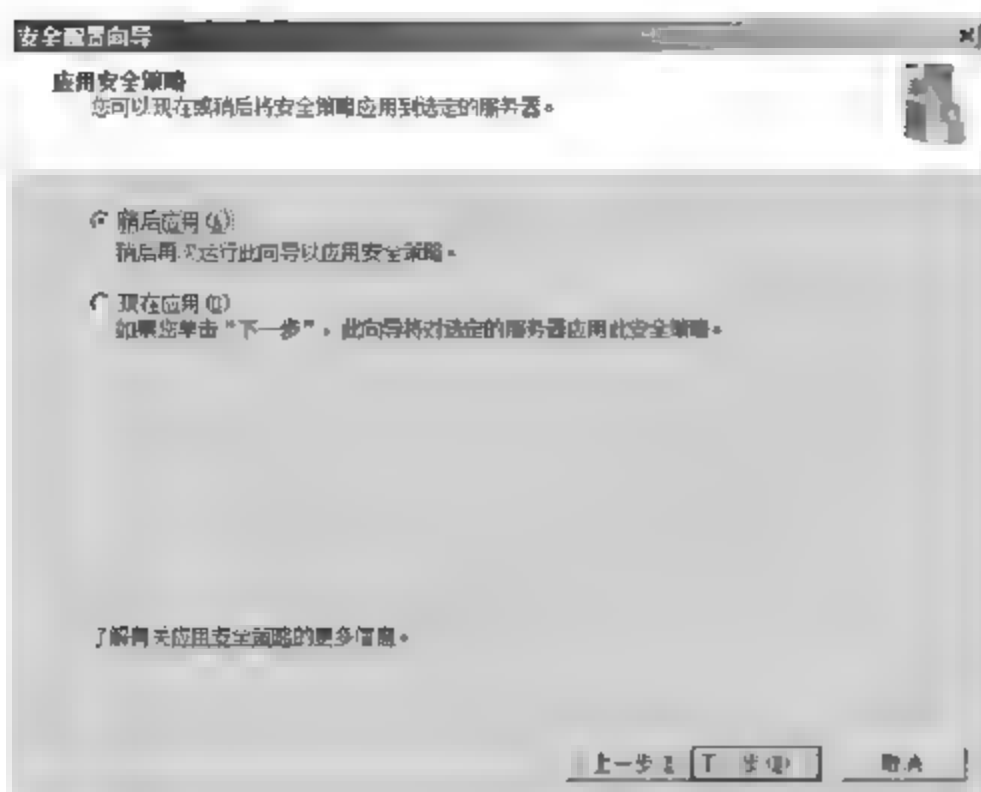 安全配置向导
应用安全策略
您可以现在或稍后将安全策略应用到选定的服务器。
稍后应用(A)
稍后再次运行此向导以应用安全策略。
现在应用
如果您单击“下一步”,此向导将对选定的服务器应用此安全策略。
了解有关应用安全策略的更多信息。
上一步
下一步(N)
取消